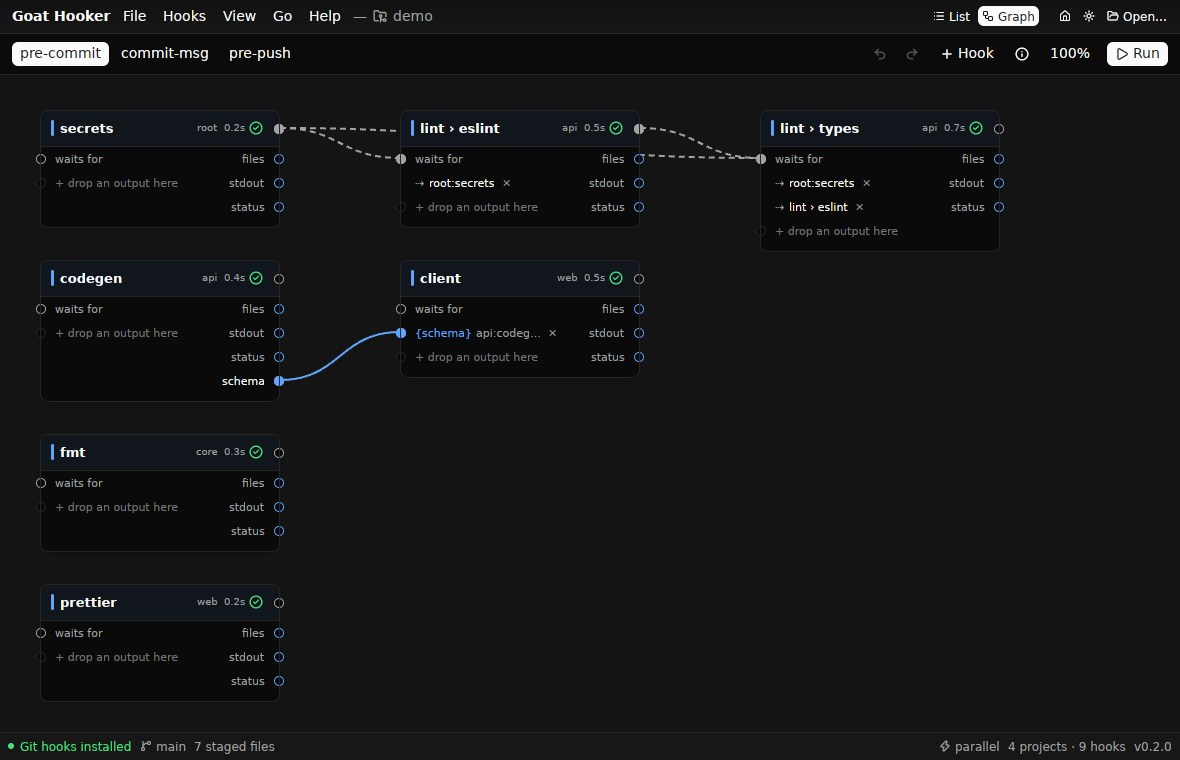 Goat Hooker File Hooks View Go Help — demo List Graph Open...
pre-commit commit-msg pre-push + Hook 100% Run
secrets root 0.2s
waits for files
+ drop an output here stdout
status
lint › eslint api 0.5s
waits for files
⇢ root:secrets × stdout
+ drop an output here status
lint › types api 0.7s
waits for files
⇢ root:secrets × stdout
⇢ lint › eslint × status
+ drop an output here
codegen api 0.4s
waits for files
+ drop an output here stdout
status
schema
client web 0.5s
waits for files
{schema} api:codeg... × stdout
+ drop an output here status
fmt core 0.3s
waits for files
+ drop an output here stdout
status
prettier web 0.2s
waits for files
+ drop an output here stdout
status
Git hooks installed main 7 staged files parallel 4 projects · 9 hooks v0.2.0